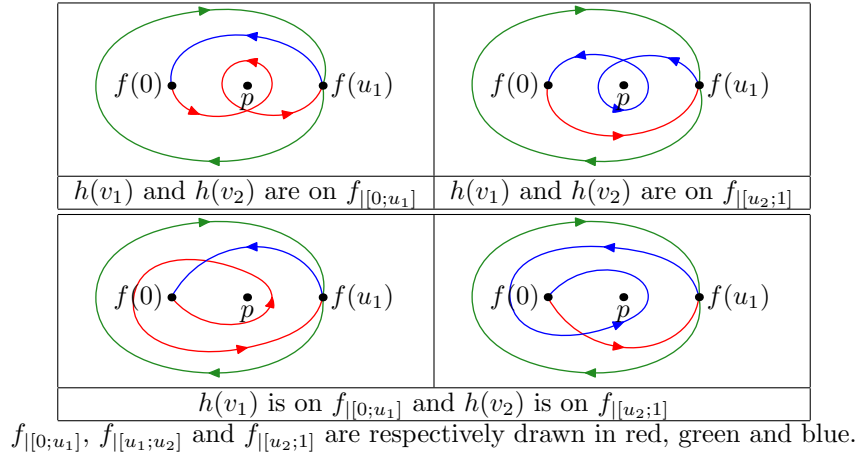 f(0) p f(u₁) f(0) p f(u₁)
h(v₁) and h(v₂) are on f|[0;u₁] h(v₁) and h(v₂) are on f|[u₂;1]
f(0) p f(u₁) f(0) p f(u₁)
h(v₁) is on f|[0;u₁] and h(v₂) is on f|[u₂;1]
f|[0;u₁], f|[u₁;u₂] and f|[u₂;1] are respectively drawn in red, green and blue.